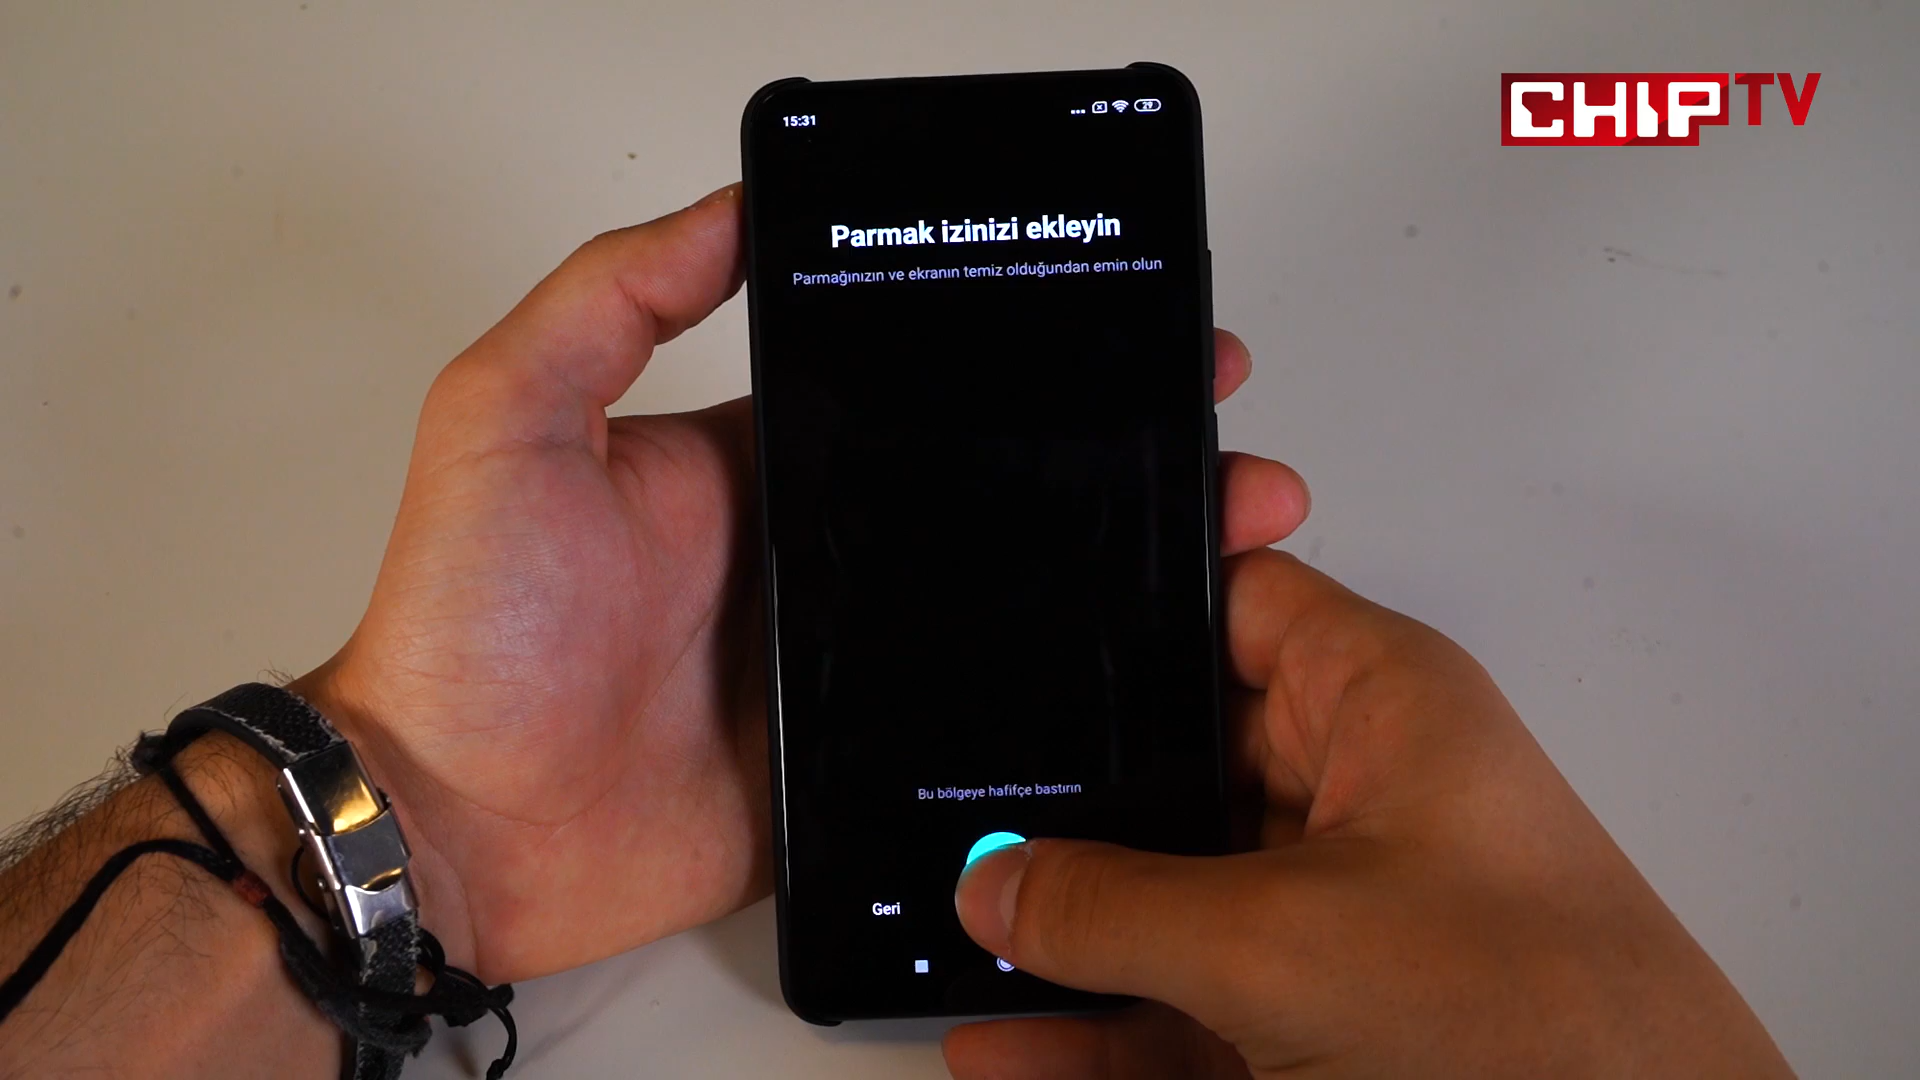 CHIP TV
15:31
29
Parmak izinizi ekleyin
Parmağınızın ve ekranın temiz olduğundan emin olun
Bu bölgeye hafifçe bastırın
Geri